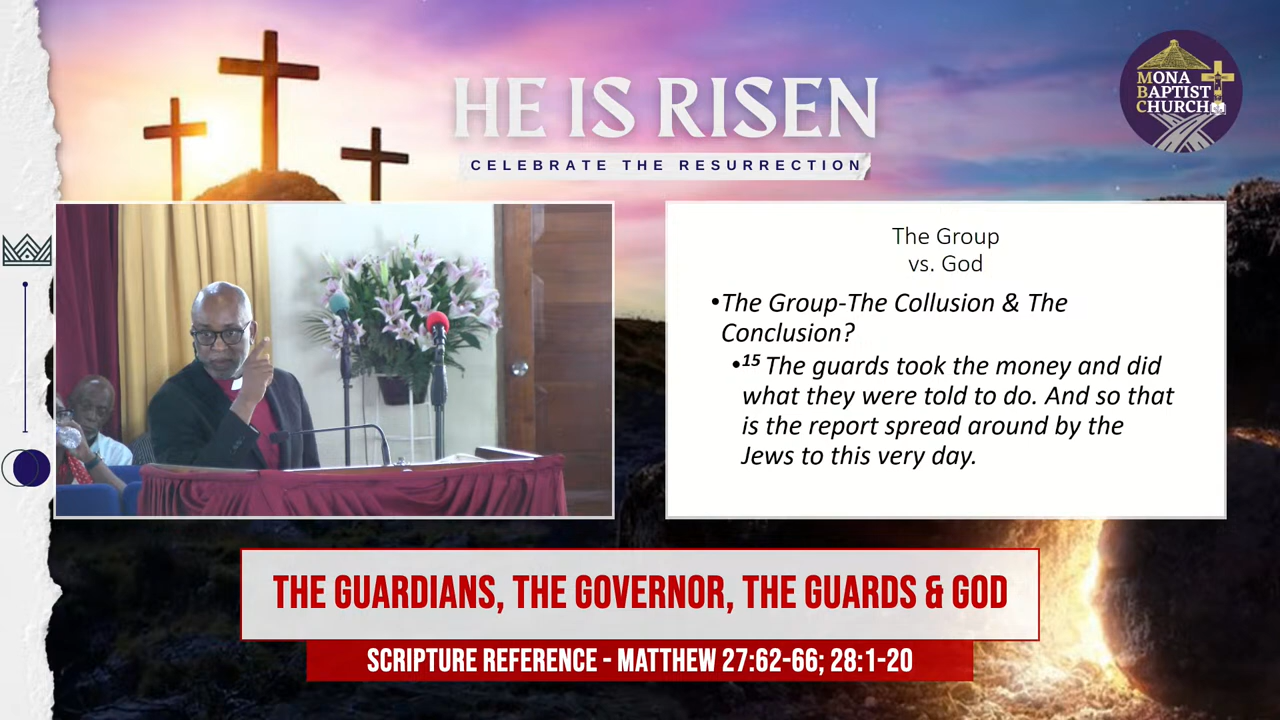 HE IS RISEN
CELEBRATE THE RESURRECTION
MONA
BAPTIST
CHURCH
The Group
vs. God
•The Group-The Collusion & The
Conclusion?
•15 The guards took the money and did
what they were told to do. And so that
is the report spread around by the
Jews to this very day.
THE GUARDIANS, THE GOVERNOR, THE GUARDS & GOD
SCRIPTURE REFERENCE - MATTHEW 27:62-66; 28:1-20